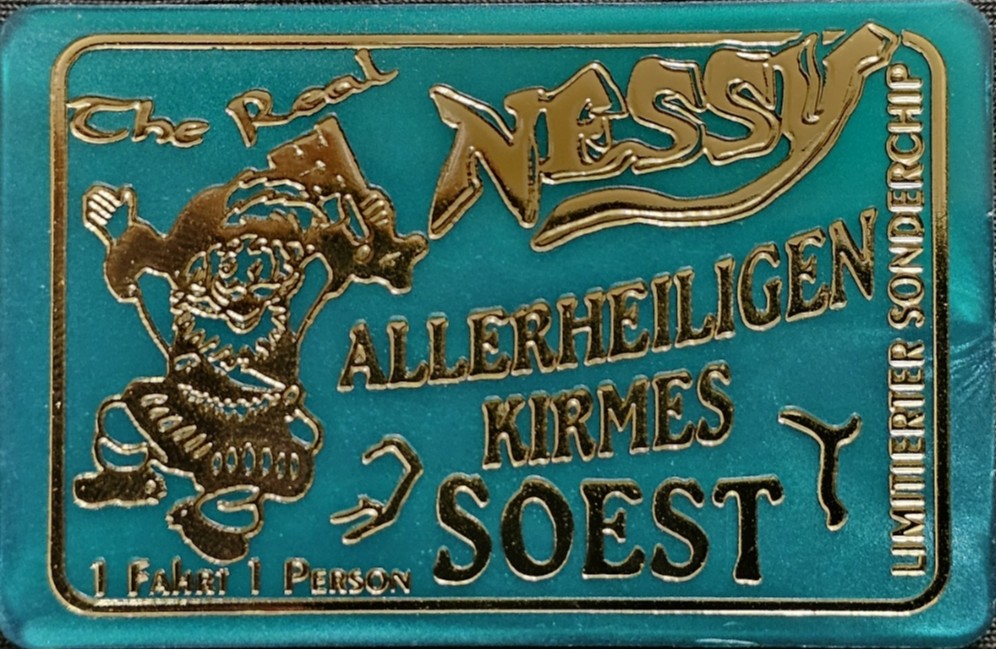 The Real
NESSY
ALLERHEILIGEN
KIRMES
SOEST
1 FAHRT 1 PERSON
LIMITIERTER SONDERCHIP